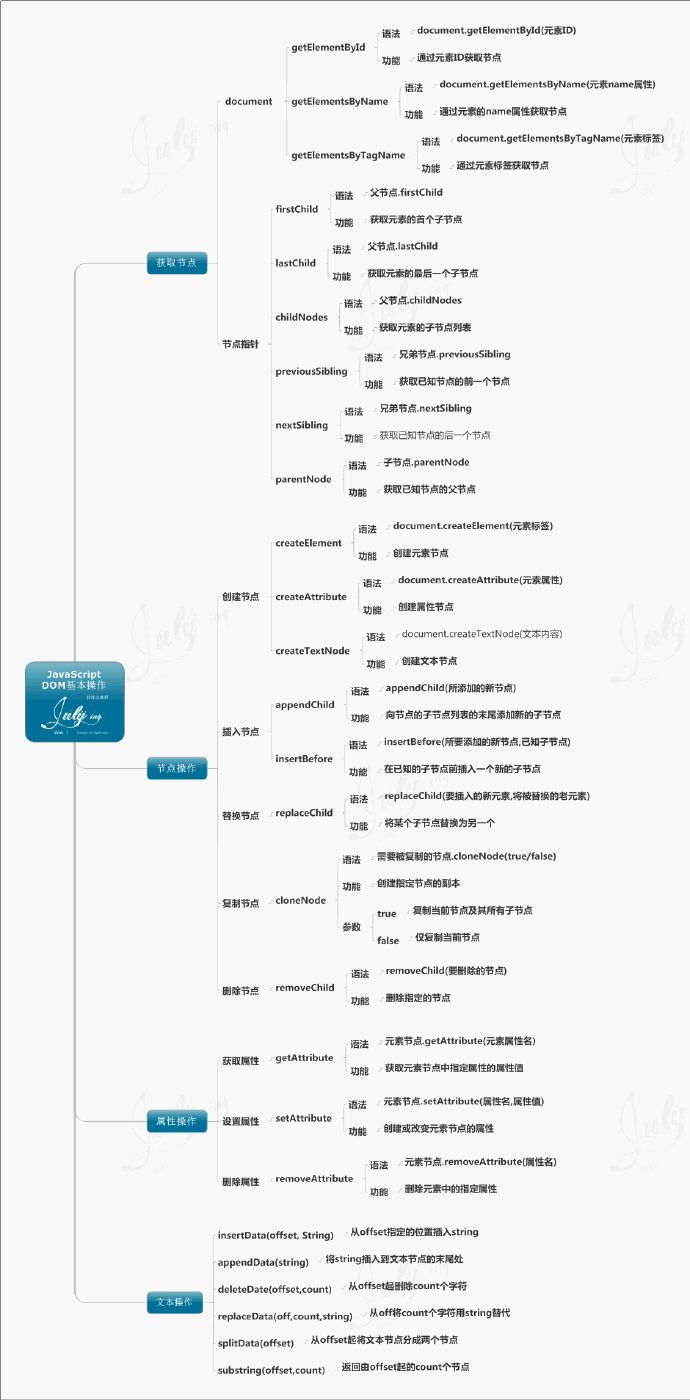 JavaScript
DOM基本操作
Jeely ing
获取节点
document
getElementById
语法
document.getElementById(元素ID)
功能
通过元素ID获取节点
getElementsByName
语法
document.getElementsByName(元素name属性)
功能
通过元素的name属性获取节点
getElementsByTagName
语法
document.getElementsByTagName(元素标签)
功能
通过元素标签获取节点
节点指针
firstChild
语法
父节点.firstChild
功能
获取元素的首个子节点
lastChild
语法
父节点.lastChild
功能
获取元素的最后一个子节点
childNodes
语法
父节点.childNodes
功能
获取元素的子节点列表
previousSibling
语法
兄弟节点.previousSibling
功能
获取已知节点的前一个节点
nextSibling
语法
兄弟节点.nextSibling
功能
获取已知节点的后一个节点
parentNode
语法
子节点.parentNode
功能
获取已知节点的父节点
节点操作
创建节点
createElement
语法
document.createElement(元素标签)
功能
创建元素节点
createAttribute
语法
document.createAttribute(元素属性)
功能
创建属性节点
createTextNode
语法
document.createTextNode(文本内容)
功能
创建文本节点
插入节点
appendChild
语法
appendChild(所添加的新节点)
功能
向节点的子节点列表的末尾添加新的子节点
insertBefore
语法
insertBefore(所要添加的新节点,已知子节点)
功能
在已知的子节点前插入一个新的子节点
替换节点
replaceChild
语法
replaceChild(要插入的新元素,将被替换的老元素)
功能
将某个子节点替换为另一个
复制节点
cloneNode
语法
需要被复制的节点.cloneNode(true/false)
功能
创建指定节点的副本
参数
true
复制当前节点及其所有子节点
false
仅复制当前节点
删除节点
removeChild
语法
removeChild(要删除的节点)
功能
删除指定的节点
属性操作
获取属性
getAttribute
语法
元素节点.getAttribute(元素属性名)
功能
获取元素节点中指定属性的属性值
设置属性
setAttribute
语法
元素节点.setAttribute(属性名,属性值)
功能
创建或改变元素节点的属性
删除属性
removeAttribute
语法
元素节点.removeAttribute(属性名)
功能
删除元素中的指定属性
文本操作
insertData(offset, String)
从offset指定的位置插入string
appendData(string)
将string插入到文本节点的末尾处
deleteDate(offset,count)
从offset起删除count个字符
replaceData(off,count,string)
从off将count个字符用string替代
splitData(offset)
从offset起将文本节点分成两个节点
substring(offset,count)
返回由offset起的count个节点